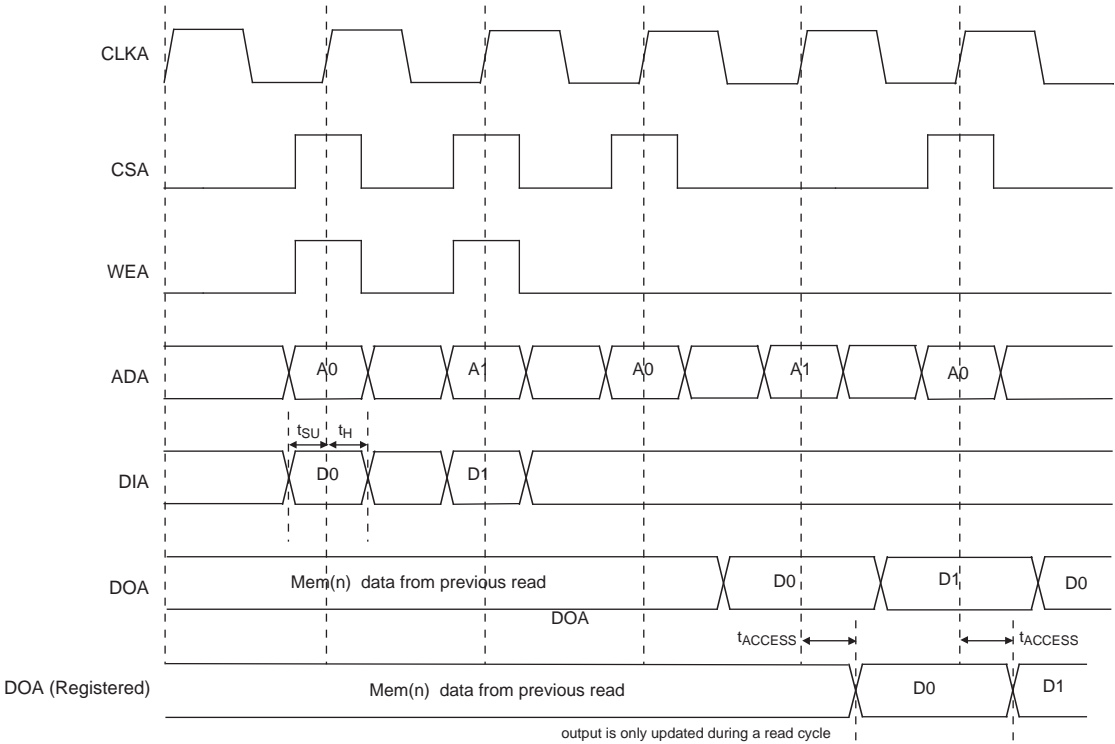 CLKA
CSA
WEA
ADA A0 A1 A0 A1 A0
tSU tH
DIA D0 D1
DOA Mem(n) data from previous read D0 D1 D0
DOA
tACCESS tACCESS
DOA (Registered) Mem(n) data from previous read D0 D1
output is only updated during a read cycle